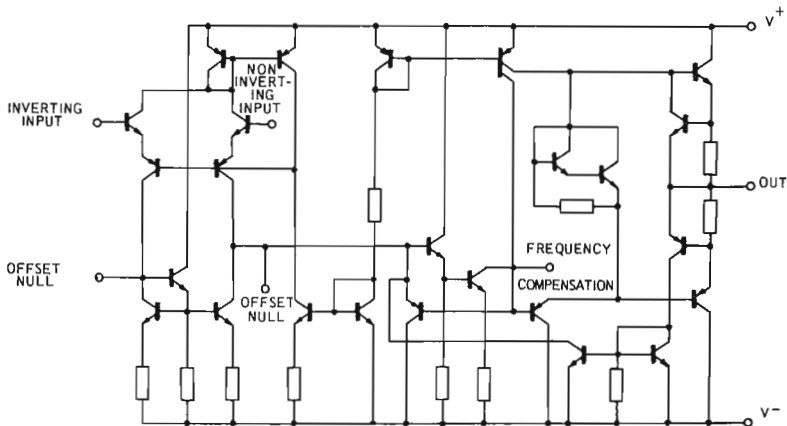 V+
NON
INVERT-
ING
INPUT
INVERTING
INPUT
OUT
OFFSET
NULL
OFFSET
NULL
FREQUENCY
COMPENSATION
V−